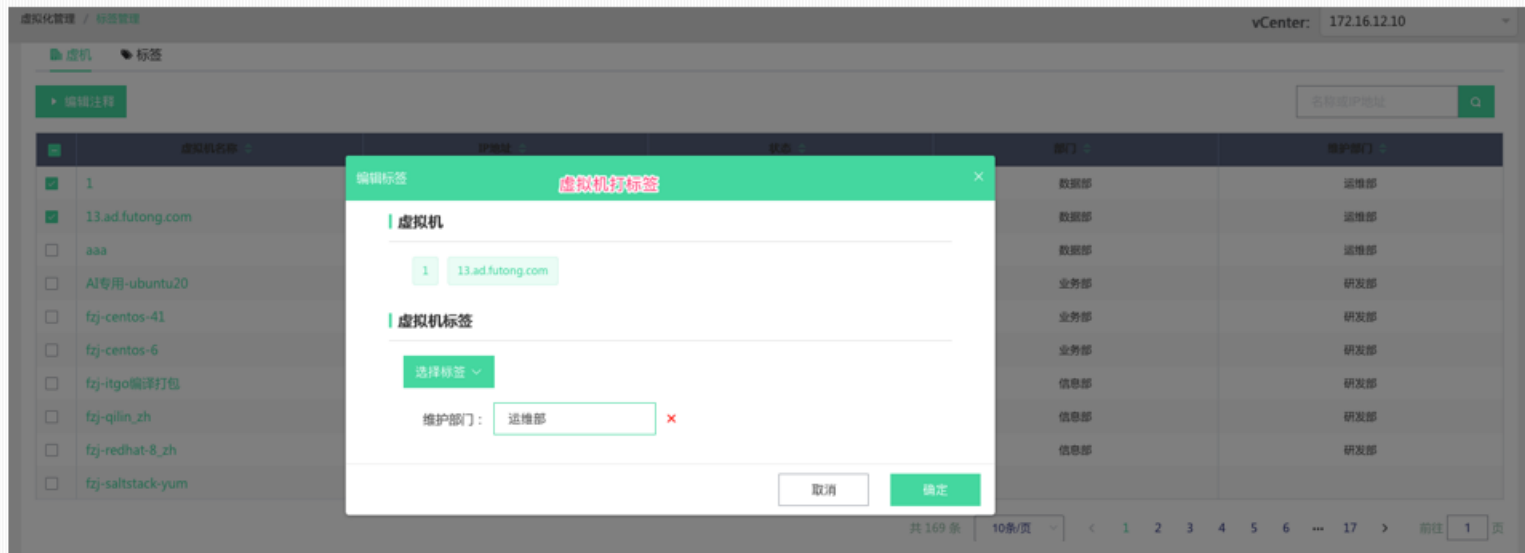 虚拟化管理 / 标签管理
vCenter: 172.16.12.10
虚机 标签
编辑注释
名称或IP地址
虚拟机名称 IP地址 状态 部门 维护部门
编辑标签 虚拟机打标签
1 数据部 运维部
13.ad.futong.com 数据部 运维部
虚拟机
aaa 数据部 运维部
1 13.ad.futong.com
AI专用-ubuntu20 业务部 研发部
fzj-centos-41 业务部 研发部
虚拟机标签
fzj-centos-6 业务部 研发部
选择标签
fzj-itgo编译打包 信息部 研发部
fzj-qilin_zh 信息部 研发部
维护部门： 运维部
fzj-redhat-8_zh 信息部 研发部
fzj-saltstack-yum
取消 确定
共 169 条 10条/页 < 1 2 3 4 5 6 ••• 17 > 前往 1 页